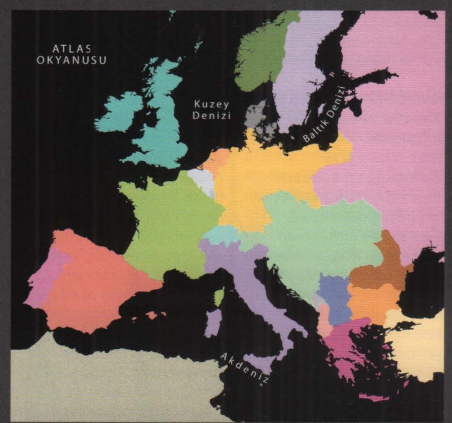 ATLAS
OKYANUSU
Kuzey
Denizi
Baltık Denizi
Akdeniz